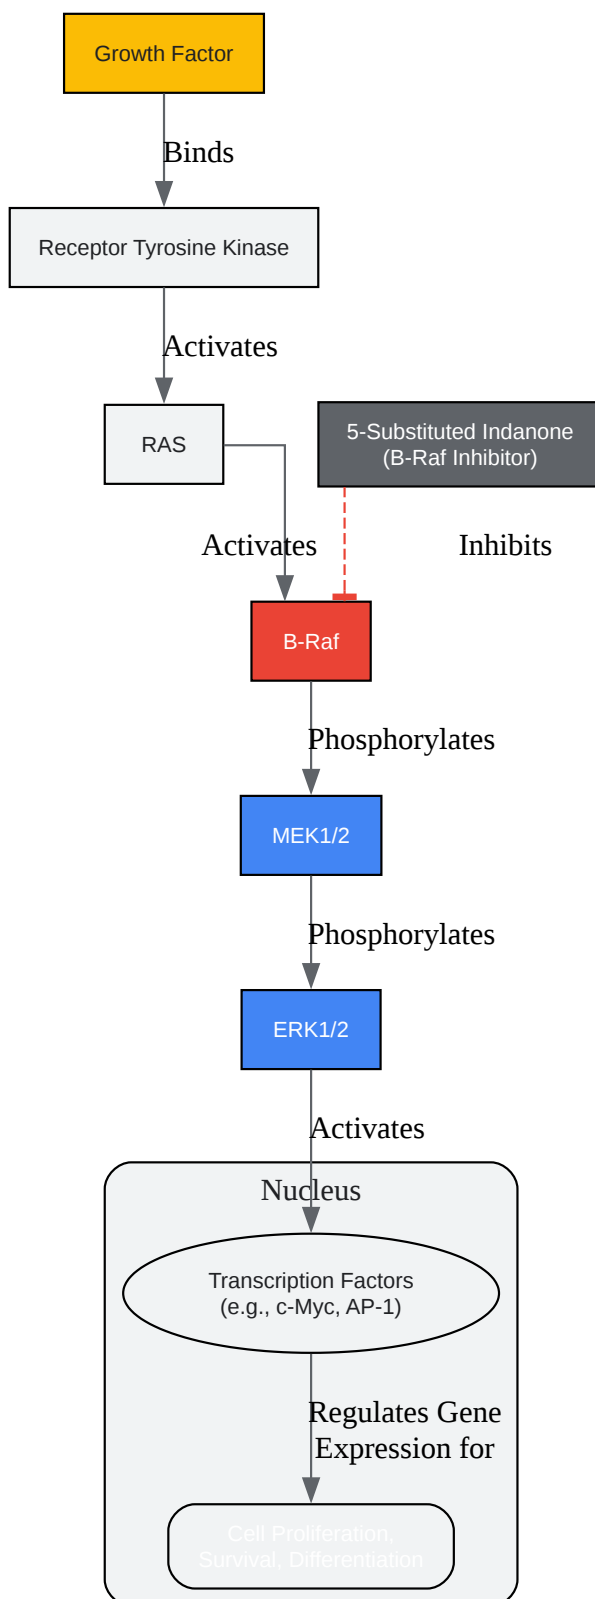 Growth Factor
Binds
Receptor Tyrosine Kinase
Activates
RAS
5-Substituted Indanone
(B-Raf Inhibitor)
Activates
Inhibits
B-Raf
Phosphorylates
MEK1/2
Phosphorylates
ERK1/2
Activates
Nucleus
Transcription Factors
(e.g., c-Myc, AP-1)
Regulates Gene
Expression for
Cell Proliferation,
Survival, Differentiation